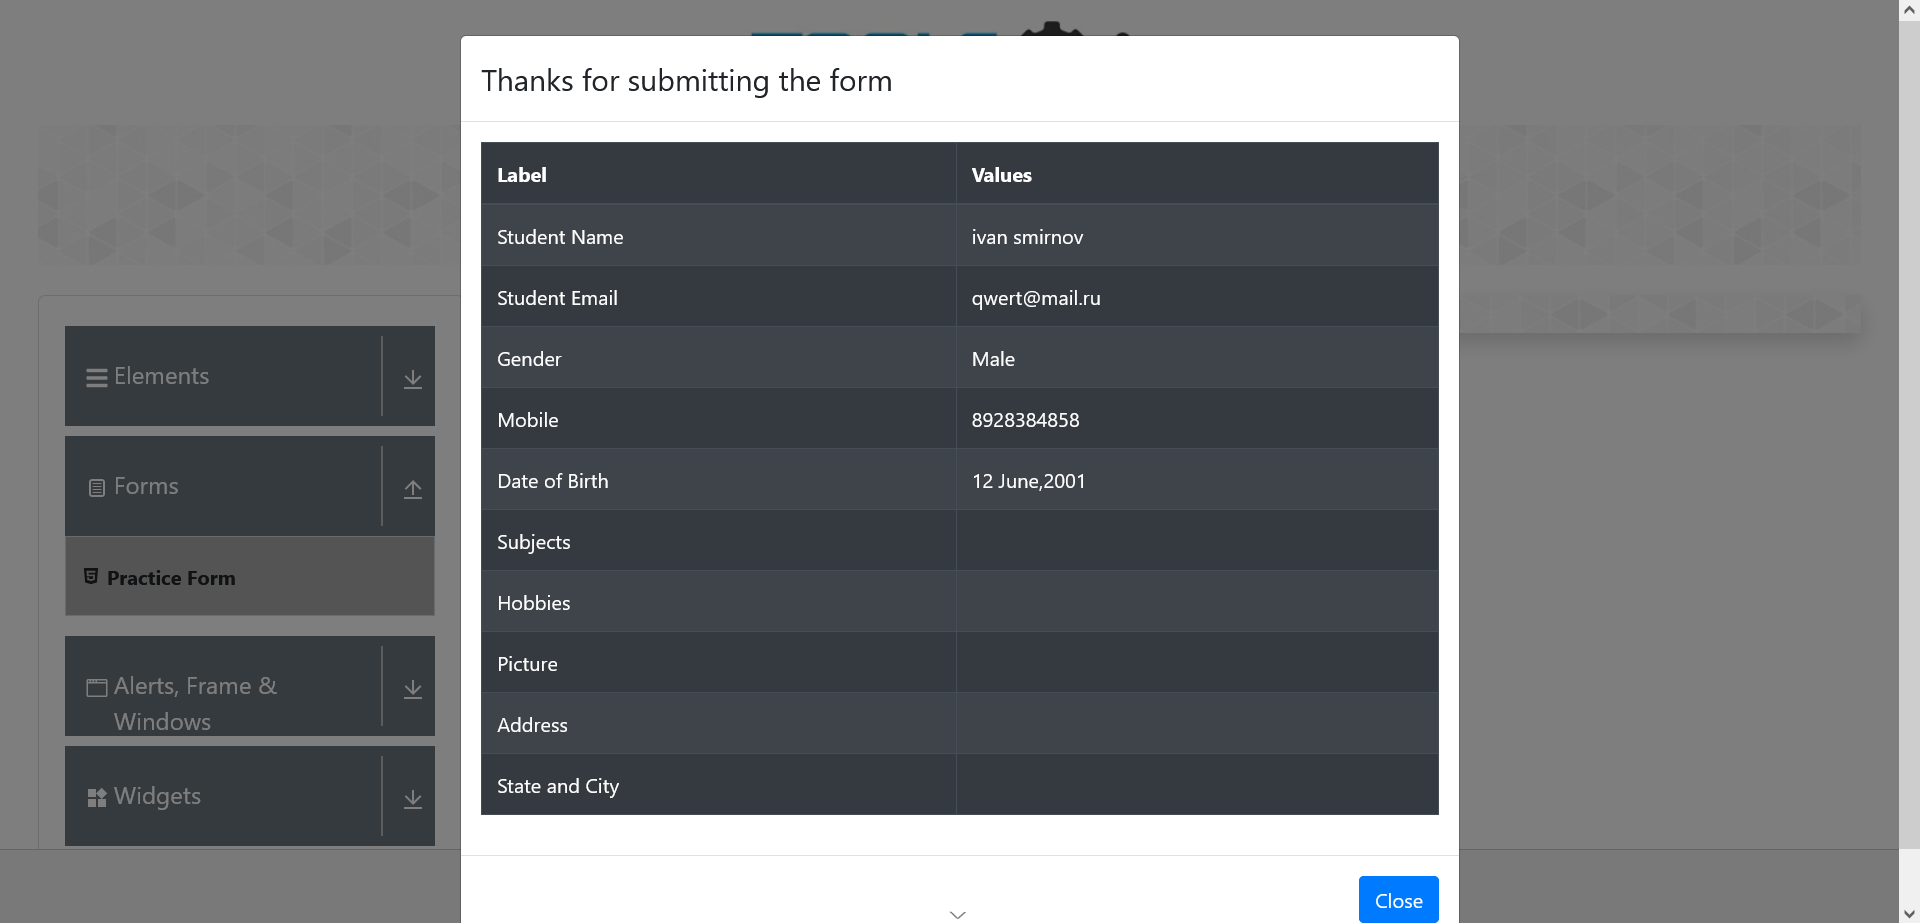 Thanks for submitting the form
Label Values
Student Name ivan smirnov
Student Email qwert@mail.ru
Gender Male
Mobile 8928384858
Date of Birth 12 June,2001
Subjects
Hobbies
Picture
Address
State and City
Close
Elements
Forms
Practice Form
Alerts, Frame &
Windows
Widgets